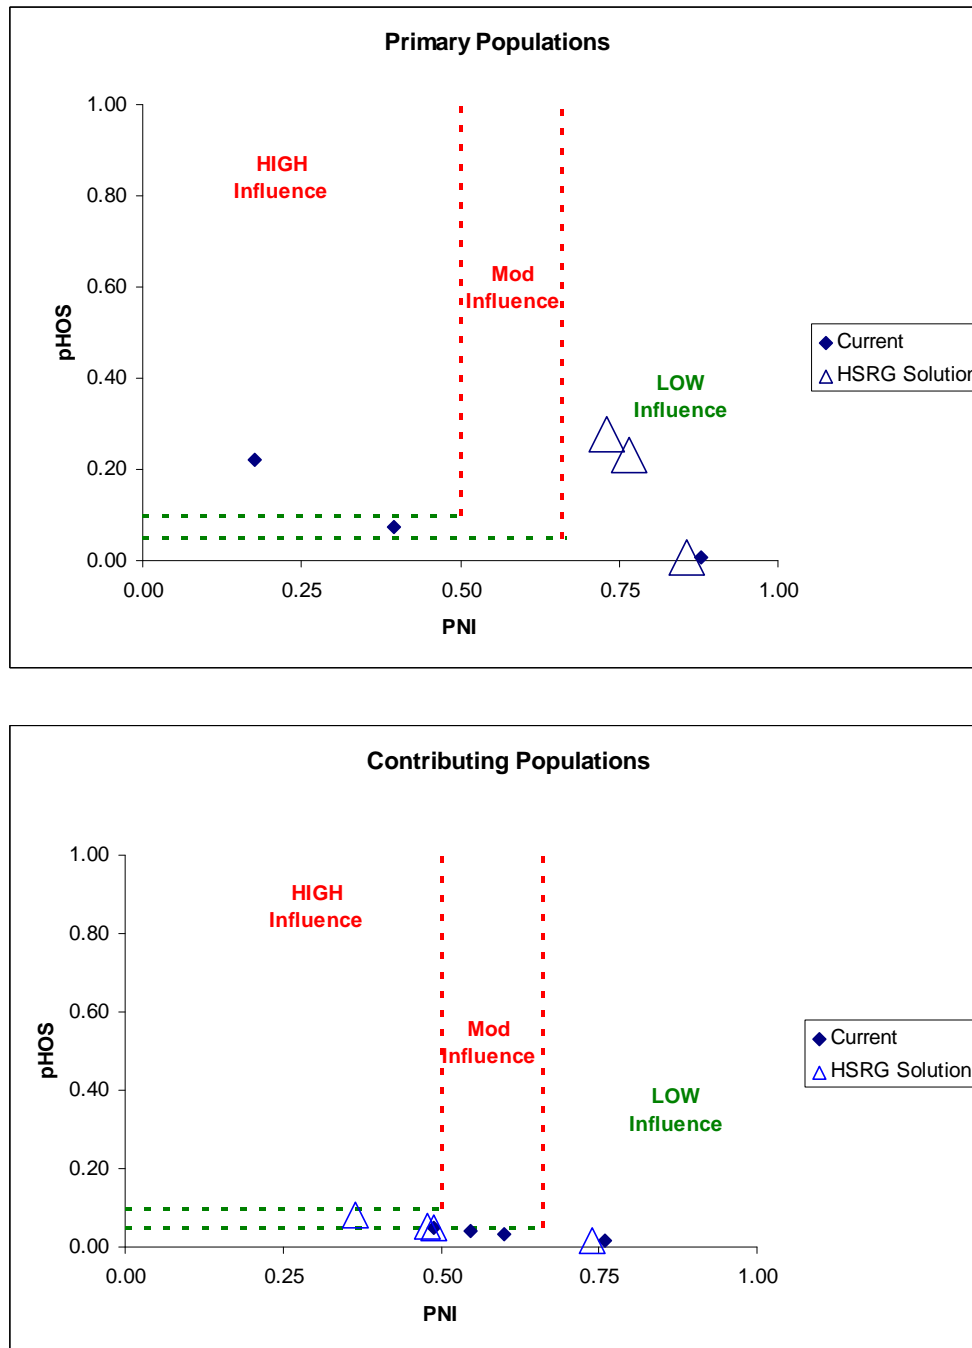 Primary Populations
1.00
0.80
0.60
0.40
0.20
0.00
pHOS
HIGH
Influence
Mod
Influence
LOW
Influence
Current
HSRG Solution
0.00 0.25 0.50 0.75 1.00
PNI
Contributing Populations
1.00
0.80
0.60
0.40
0.20
0.00
pHOS
HIGH
Influence
Mod
Influence
LOW
Influence
Current
HSRG Solution
0.00 0.25 0.50 0.75 1.00
PNI